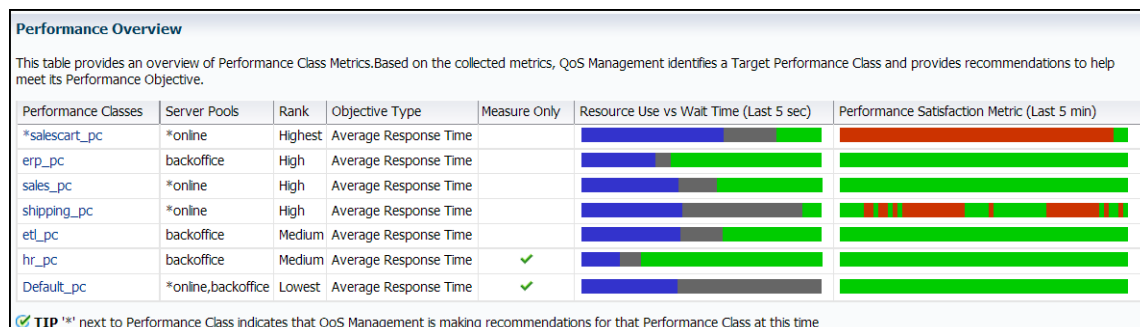 Performance Overview
This table provides an overview of Performance Class Metrics.Based on the collected metrics, QoS Management identifies a Target Performance Class and provides recommendations to help
meet its Performance Objective.
Performance Classes Server Pools Rank Objective Type Measure Only Resource Use vs Wait Time (Last 5 sec) Performance Satisfaction Metric (Last 5 min)
*salescart_pc *online Highest Average Response Time
erp_pc backoffice High Average Response Time
sales_pc *online High Average Response Time
shipping_pc *online High Average Response Time
etl_pc backoffice Medium Average Response Time
hr_pc backoffice Medium Average Response Time
Default_pc *online,backoffice Lowest Average Response Time
TIP '*' next to Performance Class indicates that QoS Management is making recommendations for that Performance Class at this time